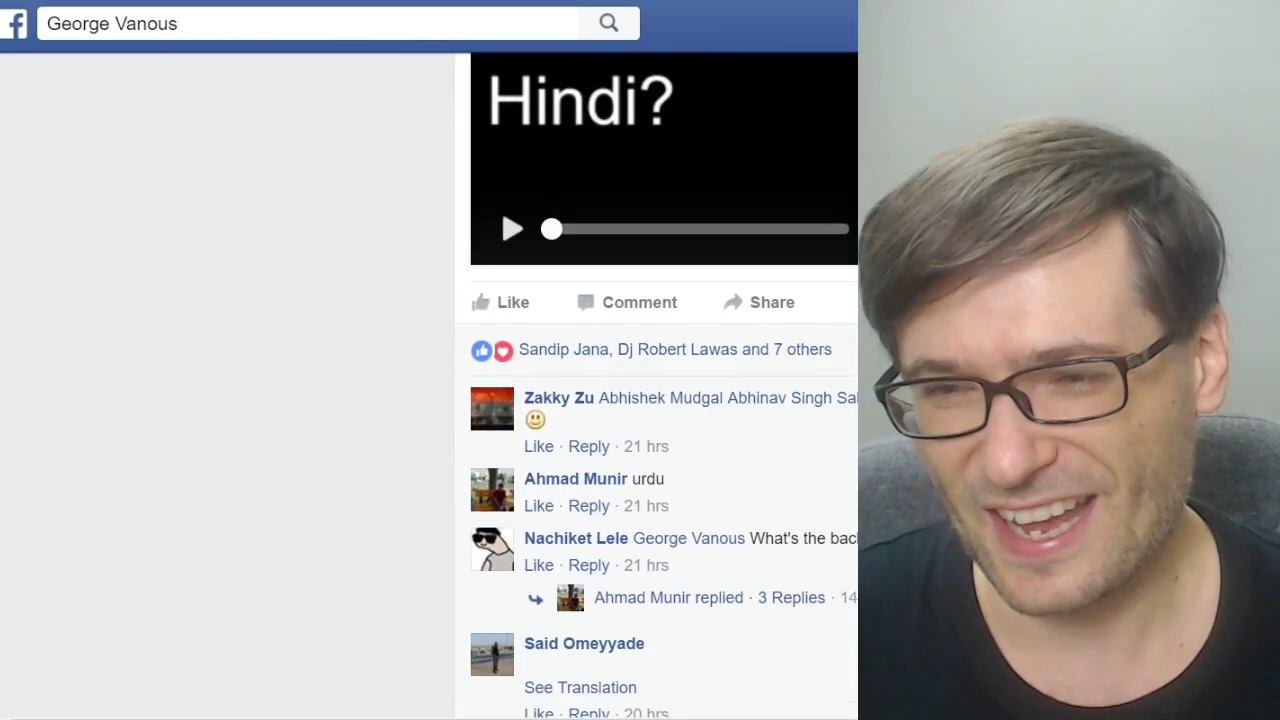 George Vanous
Hindi?
Like Comment Share
Sandip Jana, Dj Robert Lawas and 7 others
Zakky Zu Abhishek Mudgal Abhinav Singh
Like · Reply · 21 hrs
Ahmad Munir urdu
Like · Reply · 21 hrs
Nachiket Lele George Vanous What's the
Like · Reply · 21 hrs
Ahmad Munir replied · 3 Replies · 14
Said Omeyyade
See Translation
Like · Reply · 20 hrs